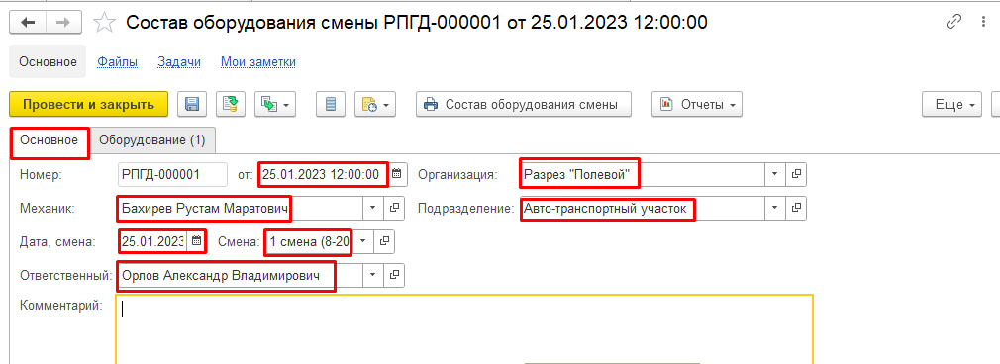 Состав оборудования смены РПГД-000001 от 25.01.2023 12:00:00
Основное Файлы Задачи Мои заметки
Провести и закрыть Состав оборудования смены Отчеты Еще
Основное Оборудование (1)
Номер: РПГД-000001 от: 25.01.2023 12:00:00 Организация: Разрез "Полевой"
Механик: Бахирев Рустам Маратович Подразделение: Авто-транспортный участок
Дата, смена: 25.01.2023 Смена: 1 смена (8-20
Ответственный: Орлов Александр Владимирович
Комментарий: